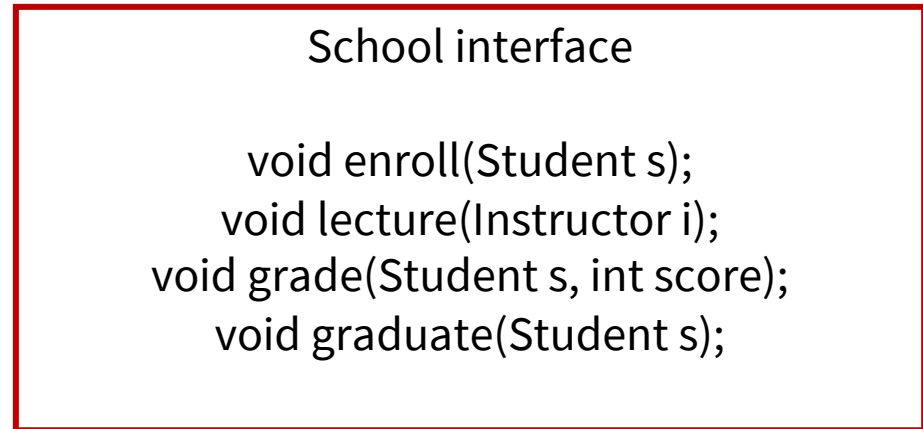 School interface
void enroll(Student s);
void lecture(Instructor i);
void grade(Student s, int score);
void graduate(Student s);